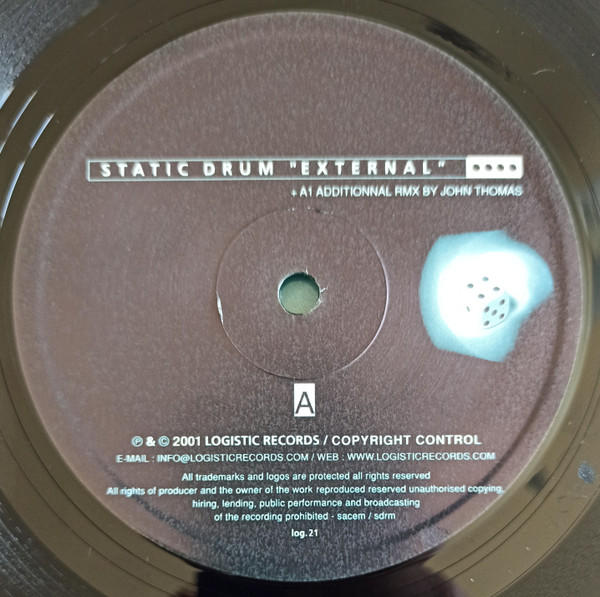 STATIC DRUM "EXTERNAL"
+ A1 ADDITIONNAL RMX BY JOHN THOMAS
A
℗ & © 2001 LOGISTIC RECORDS / COPYRIGHT CONTROL
E-MAIL : INFO@LOGISTICRECORDS.COM / WEB : WWW.LOGISTICRECORDS.COM
All trademarks and logos are protected all rights reserved
All rights of producer and the owner of the work reproduced reserved unauthorised copying,
hiring, lending, public performance and broadcasting
of the recording prohibited - sacem / sdrm
log.21